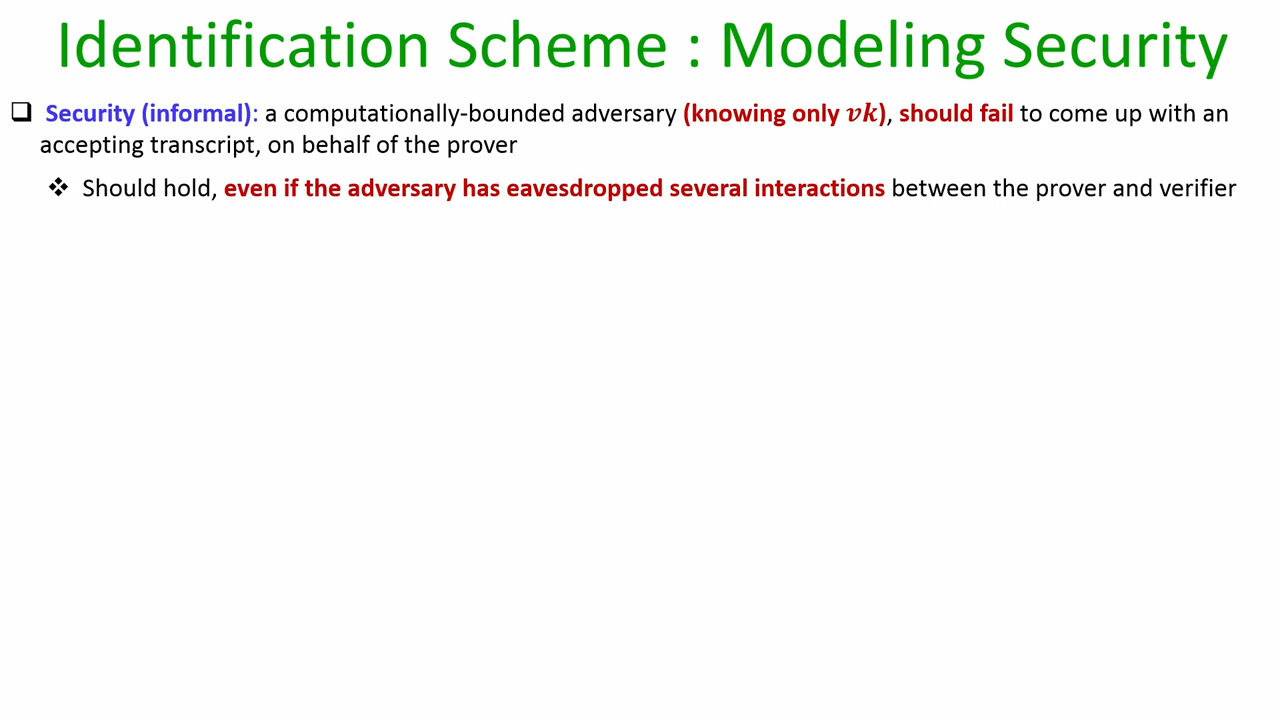 Identification Scheme : Modeling Security
❑ Security (informal): a computationally-bounded adversary (knowing only 𝒗𝒌), should fail to come up with an
accepting transcript, on behalf of the prover
❖ Should hold, even if the adversary has eavesdropped several interactions between the prover and verifier